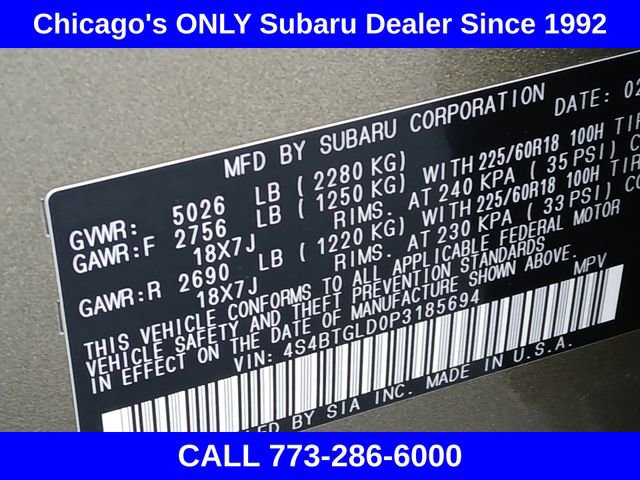 Chicago's ONLY Subaru Dealer Since 1992
MFD BY SUBARU CORPORATION DATE: 02
GVWR: 5026 LB ( 2280 KG)
GAWR:F 2756 LB ( 1250 KG) WITH 225/60R18 100H TIR
18X7J RIMS. AT 240 KPA ( 35 PSI) C
GAWR:R 2690 LB ( 1220 KG) WITH 225/60R18 100H TI
18X7J RIMS. AT 230 KPA ( 33 PSI) CO
THIS VEHICLE CONFORMS TO ALL APPLICABLE FEDERAL MOTOR
VEHICLE SAFETY AND THEFT PREVENTION STANDARDS
IN EFFECT ON THE DATE OF MANUFACTURE SHOWN ABOVE.
VIN: 4S4BTGLD0P3185694 MPV
BY SIA INC. MADE IN U.S.A.
CALL 773-286-6000